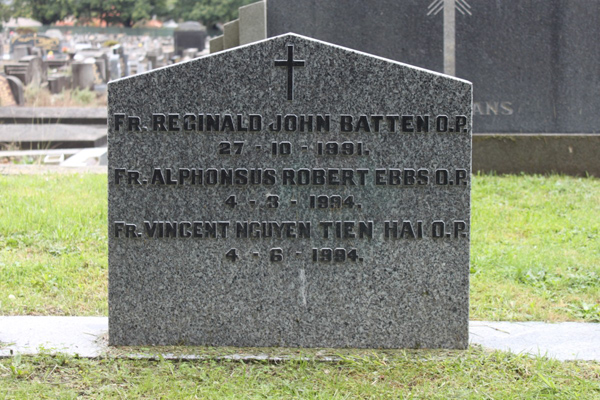 FR. REGINALD JOHN BATTEN O.P.
27 - 10 - 1991.
FR. ALPHONSUS ROBERT EBBS O.P.
4 - 3 - 1994.
FR. VINCENT NGUYEN TIEN HAI O.P.
4 - 6 - 1994.